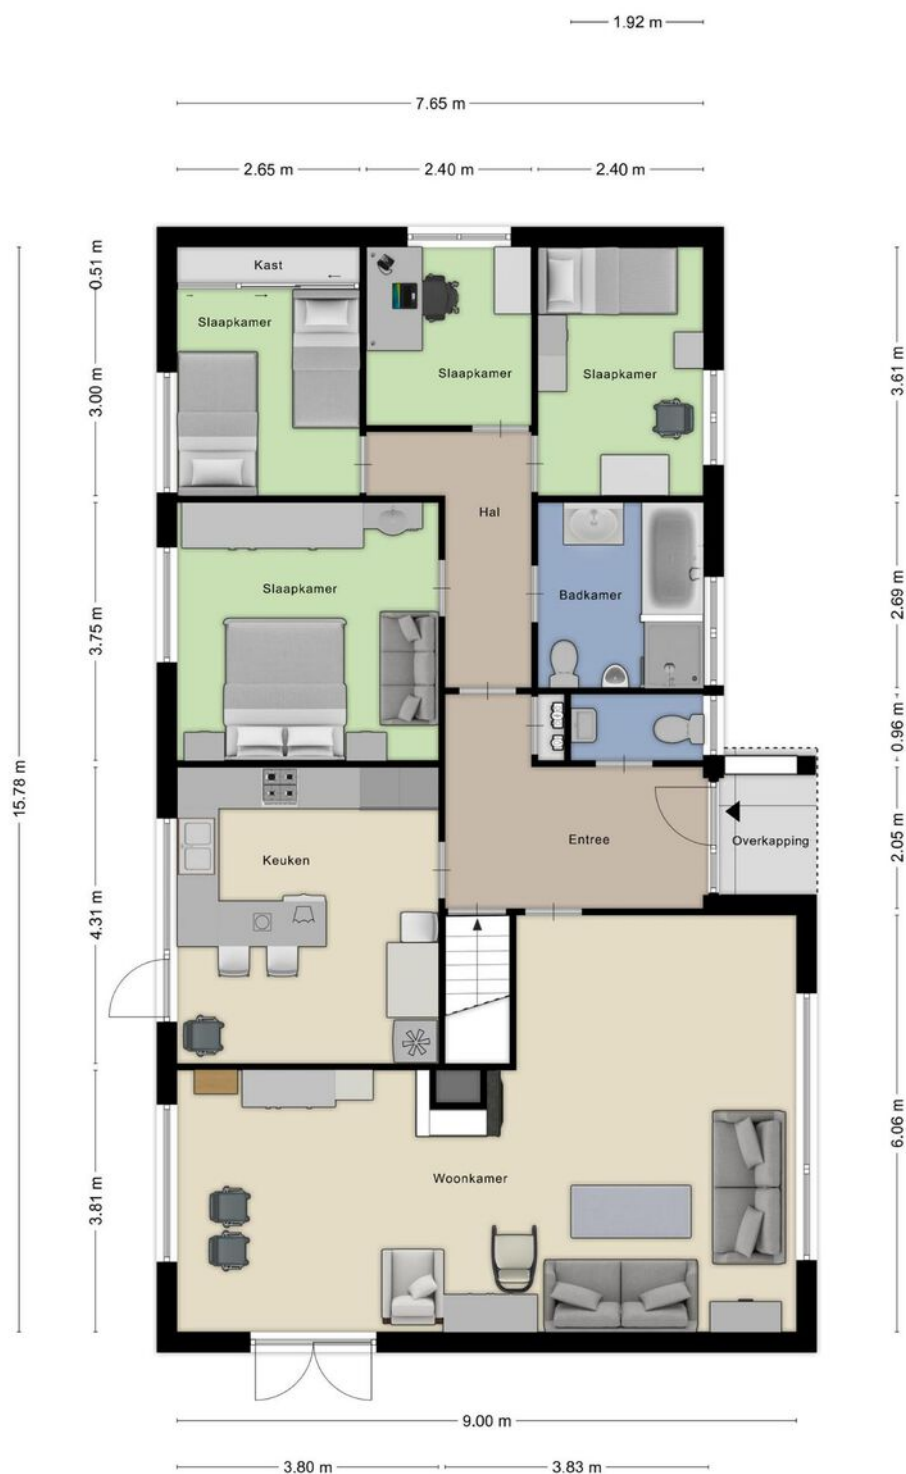 1.92 m
7.65 m
2.65 m
2.40 m
2.40 m
0.51 m
Kast
Slaapkamer
Slaapkamer
Slaapkamer
3.00 m
3.61 m
Hal
Slaapkamer
Badkamer
3.75 m
2.69 m
0.96 m
15.78 m
Keuken
Entree
Overkapping
2.05 m
4.31 m
6.06 m
Woonkamer
3.81 m
9.00 m
3.80 m
3.83 m